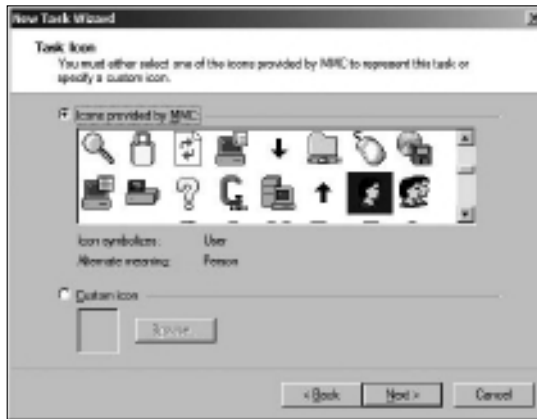 New Task Wizard
Task Icon
You must either select one of the icons provided by MMC to represent this task or
specify a custom icon.
Icons provided by MMC:
Icon symbolizes: User
Alternate meaning: Person
Custom icon
Browse...
< Back Next > Cancel